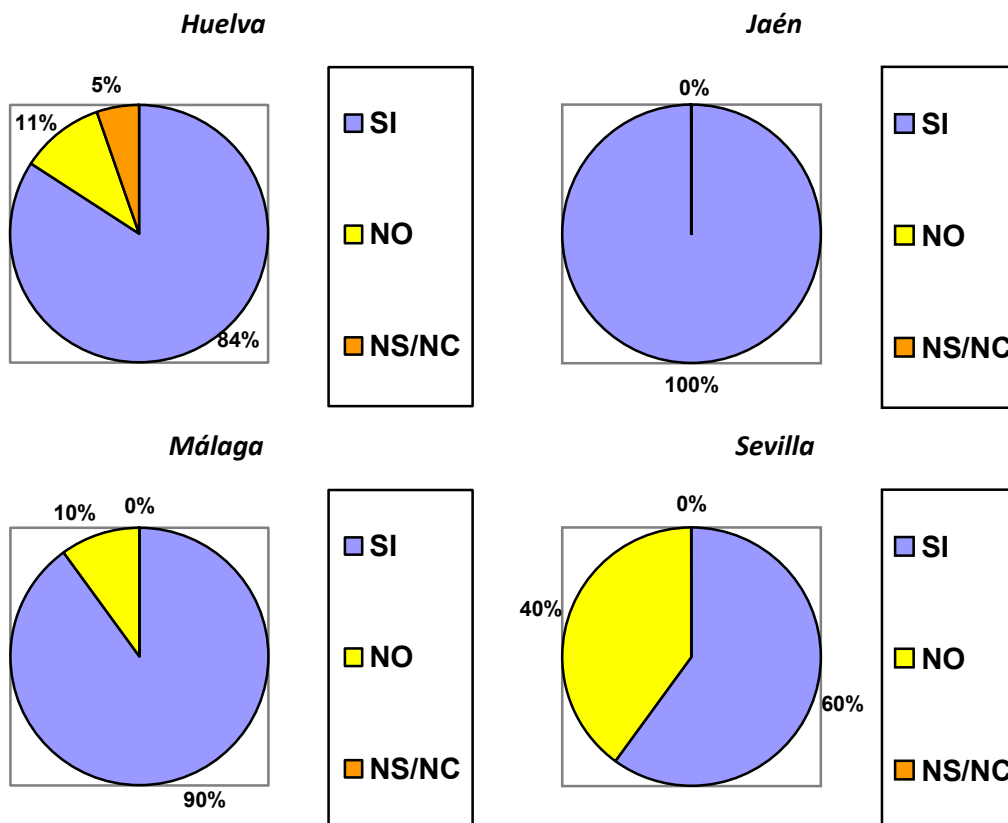 Huelva
5%
11%
84%
SI
NO
NS/NC
Jaén
0%
100%
SI
NO
NS/NC
Málaga
10%
0%
90%
SI
NO
NS/NC
Sevilla
0%
40%
60%
SI
NO
NS/NC